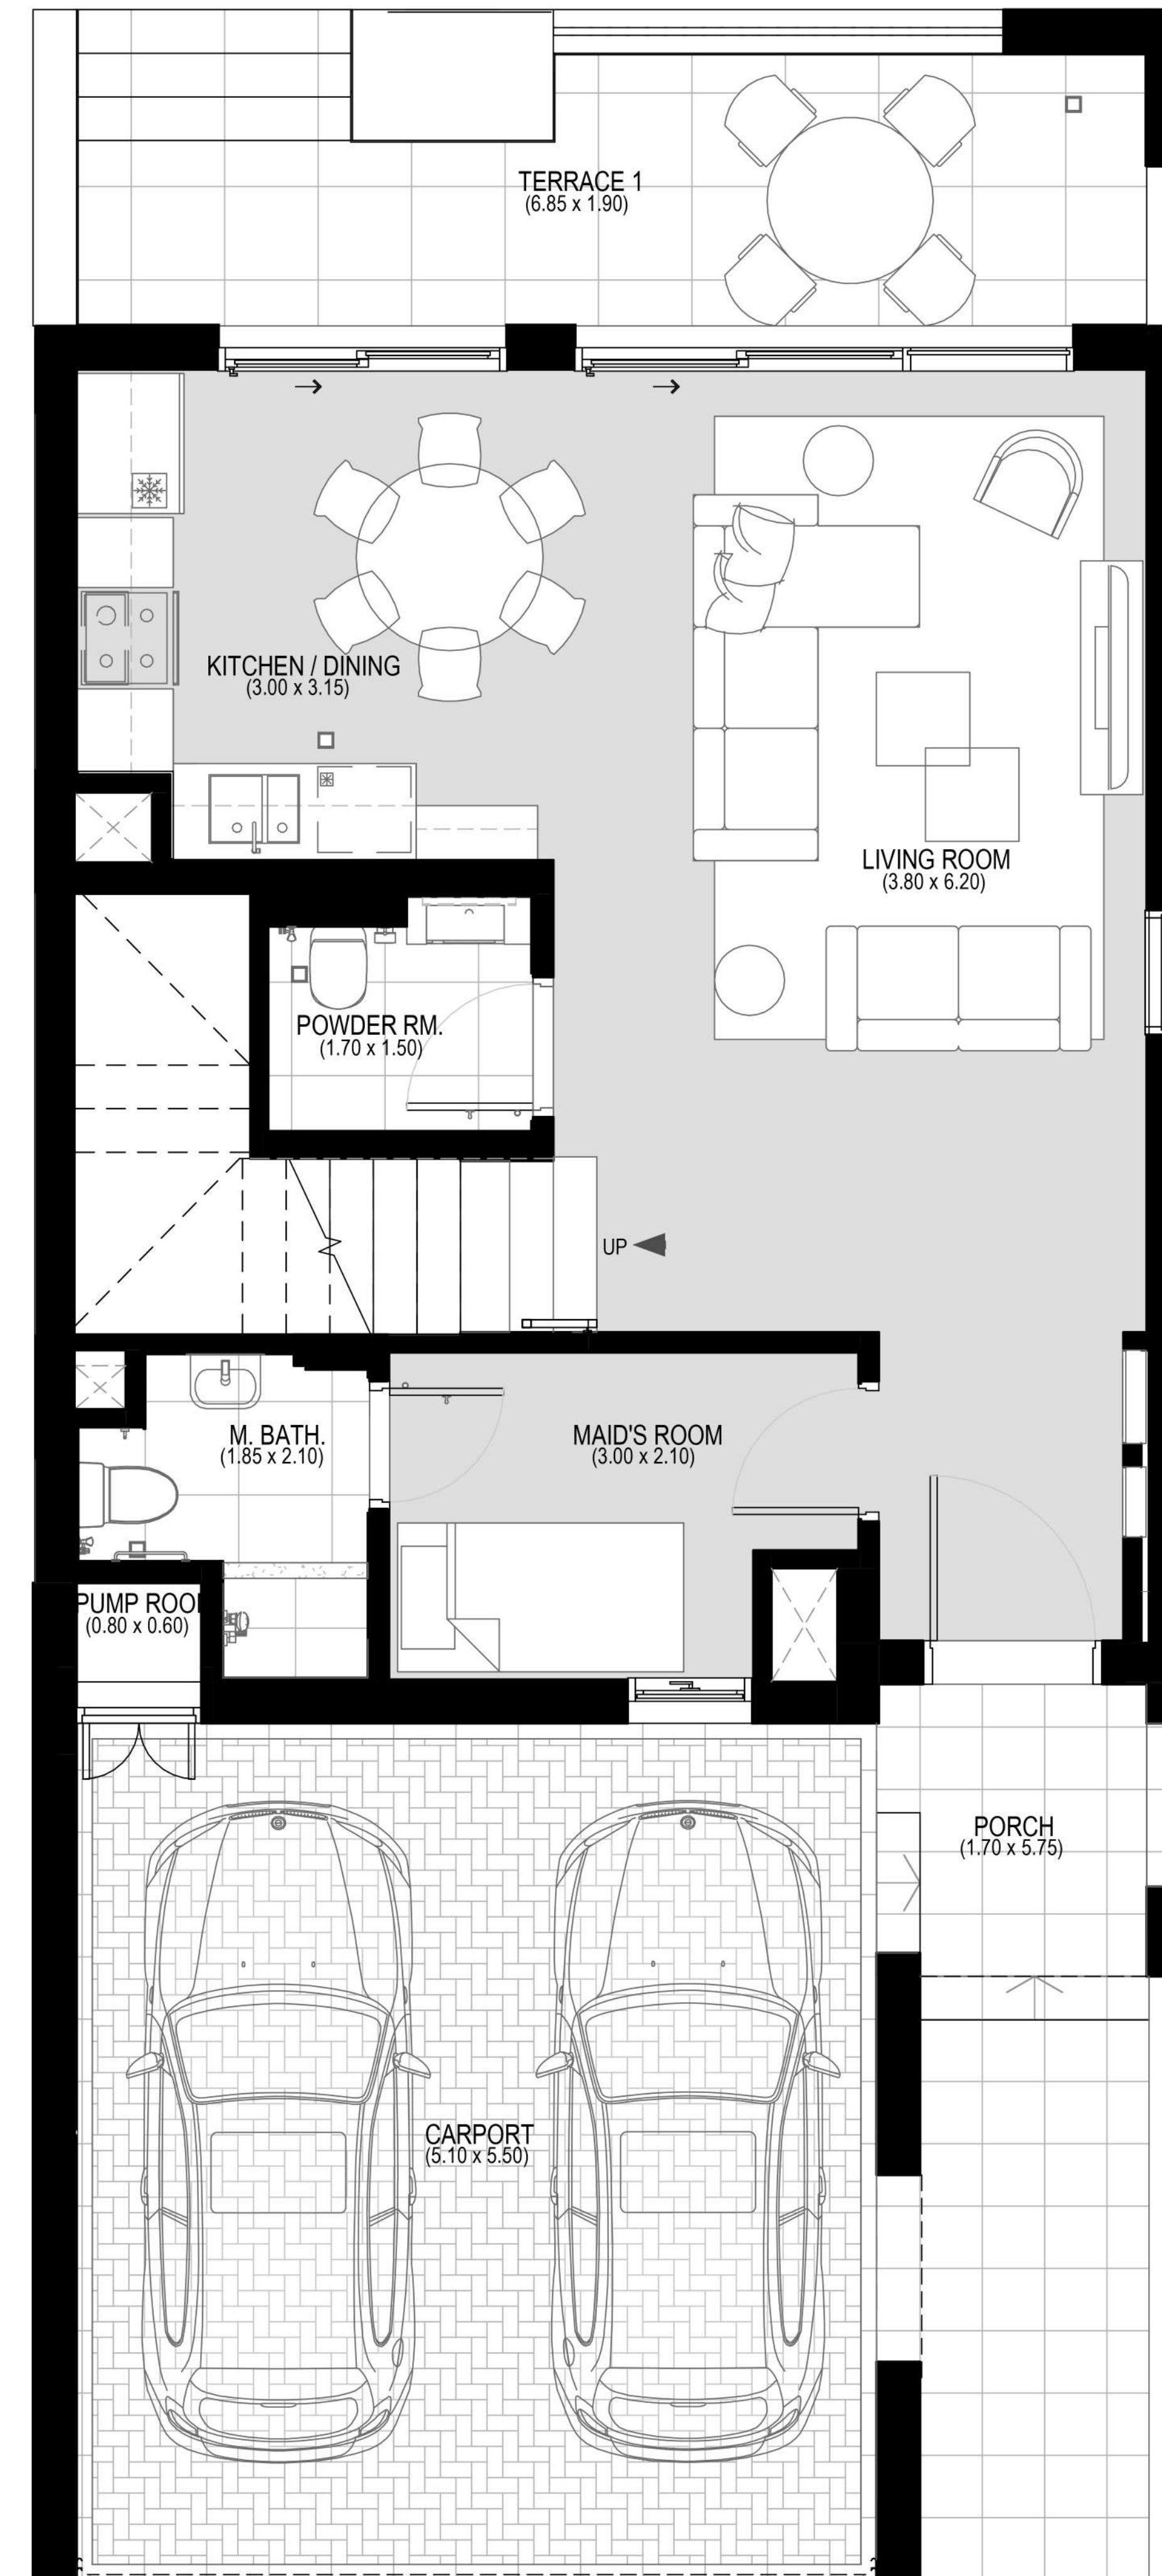 TERRACE 1
(6.85 x 1.90)
KITCHEN / DINING
(3.00 x 3.15)
LIVING ROOM
(3.80 x 6.20)
POWDER RM.
(1.70 x 1.50)
UP
M. BATH.
(1.85 x 2.10)
MAID'S ROOM
(3.00 x 2.10)
PUMP ROO
(0.80 x 0.60)
PORCH
(1.70 x 5.75)
CARPORT
(5.10 x 5.50)